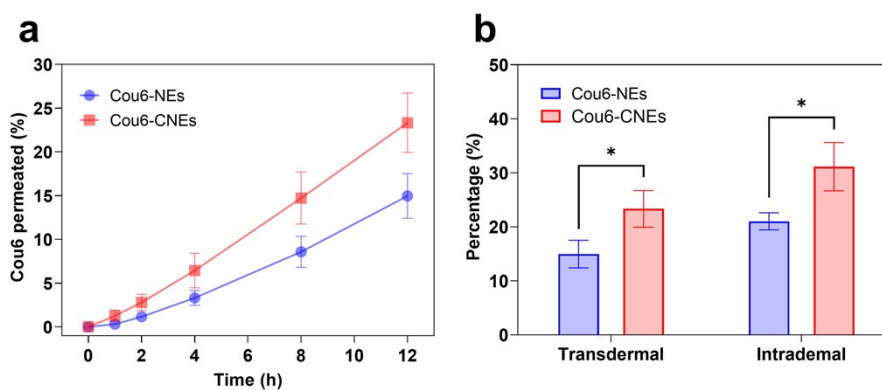 a
30
25
20
15
10
5
0
Cou6 permeated (%)
Cou6-NEs
Cou6-CNEs
0 2 4 6 8 10 12
Time (h)
b
50
40
30
20
10
0
Percentage (%)
Cou6-NEs
Cou6-CNEs
*
*
Transdermal Intrademal